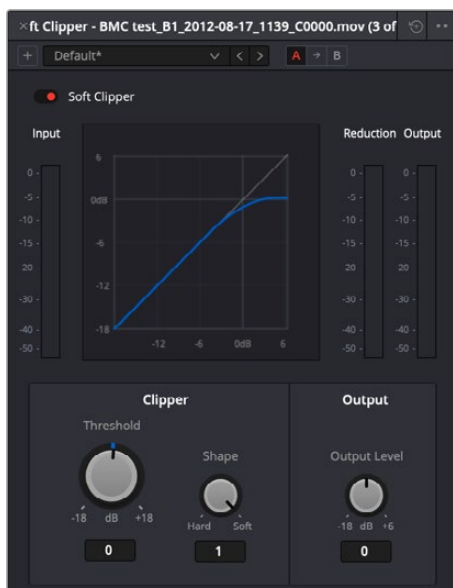 ft Clipper - BMC test_B1_2012-08-17_1139_C0000.mov (3 of
+ Default* < > A B
Soft Clipper
Input Reduction Output
0 - 0 - 0 -
-5 - -5 - -5 -
-10 - -10 - -10 -
-15 - -15 - -15 -
20 20 20
-30 - -30 - -30 -
-40 - -40 - -40 -
-50 - -50 - -50 -
6
0dB
-6
-12
-18
-12 -6 0dB 6
Clipper Output
Threshold
Shape Output Level
-18 dB +18 Hard Soft -18 dB +6
0 1 0